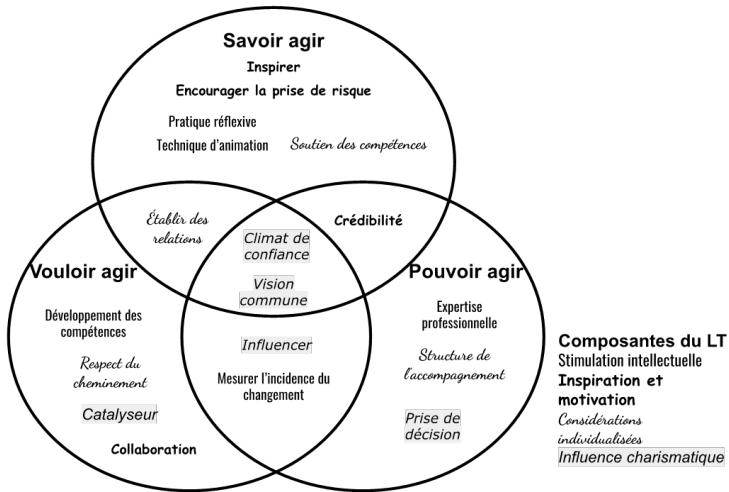 Savoir agir
Inspirer
Encourager la prise de risque
Pratique réflexive
Technique d'animation
Soutien des compétences
Établir des
relations
Crédibilité
Climat de
confiance
Vision
commune
Vouloir agir
Pouvoir agir
Développement des
compétences
Respect du
cheminement
Catalyseur
Collaboration
Influencer
Mesurer l'incidence du
changement
Expertise
professionnelle
Structure de
l'accompagnement
Prise de
décision
Composantes du LT
Stimulation intellectuelle
Inspiration et
motivation
Considérations
individualisées
Influence charismatique